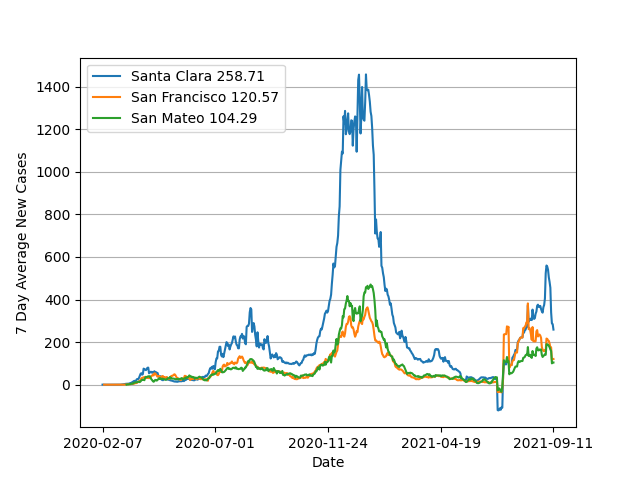 Santa Clara 258.71
San Francisco 120.57
San Mateo 104.29
1400
1200
1000
800
600
400
200
0
7 Day Average New Cases
2020-02-07 2020-07-01 2020-11-24 2021-04-19 2021-09-11
Date